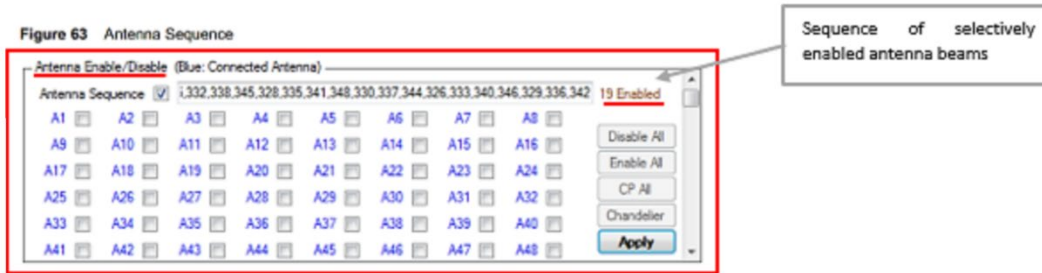 Figure 63 Antenna Sequence
Sequence of selectively
enabled antenna beams
Antenna Enable/Disable (Blue: Connected Antenna)
Antenna Sequence ,332,338,345,328,335,341,348,330,337,344,326,333,340,346,329,336,342 19 Enabled
A1 A2 A3 A4 A5 A6 A7 A8
A9 A10 A11 A12 A13 A14 A15 A16
Disable All
A17 A18 A19 A20 A21 A22 A23 A24
Enable All
A25 A26 A27 A28 A29 A30 A31 A32
CP All
A33 A34 A35 A36 A37 A38 A39 A40
Chandelier
A41 A42 A43 A44 A45 A46 A47 A48
Apply